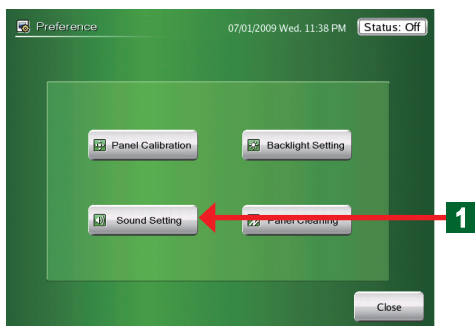 Preference
07/01/2009 Wed. 11:38 PM
Status: Off
Panel Calibration
Backlight Setting
Sound Setting
Panel Cleaning
1
Close